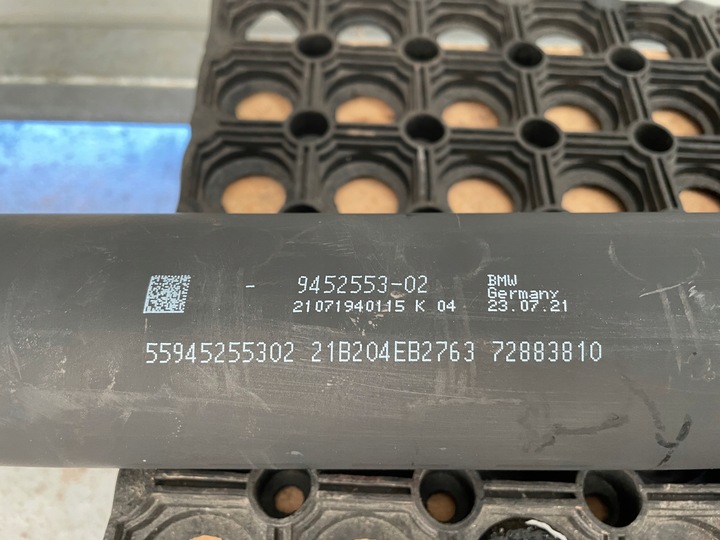 - 9452553-02
21071940115 K 04
BMW
Germany
23.07.21
55945255302 21B204EB2763 72883810